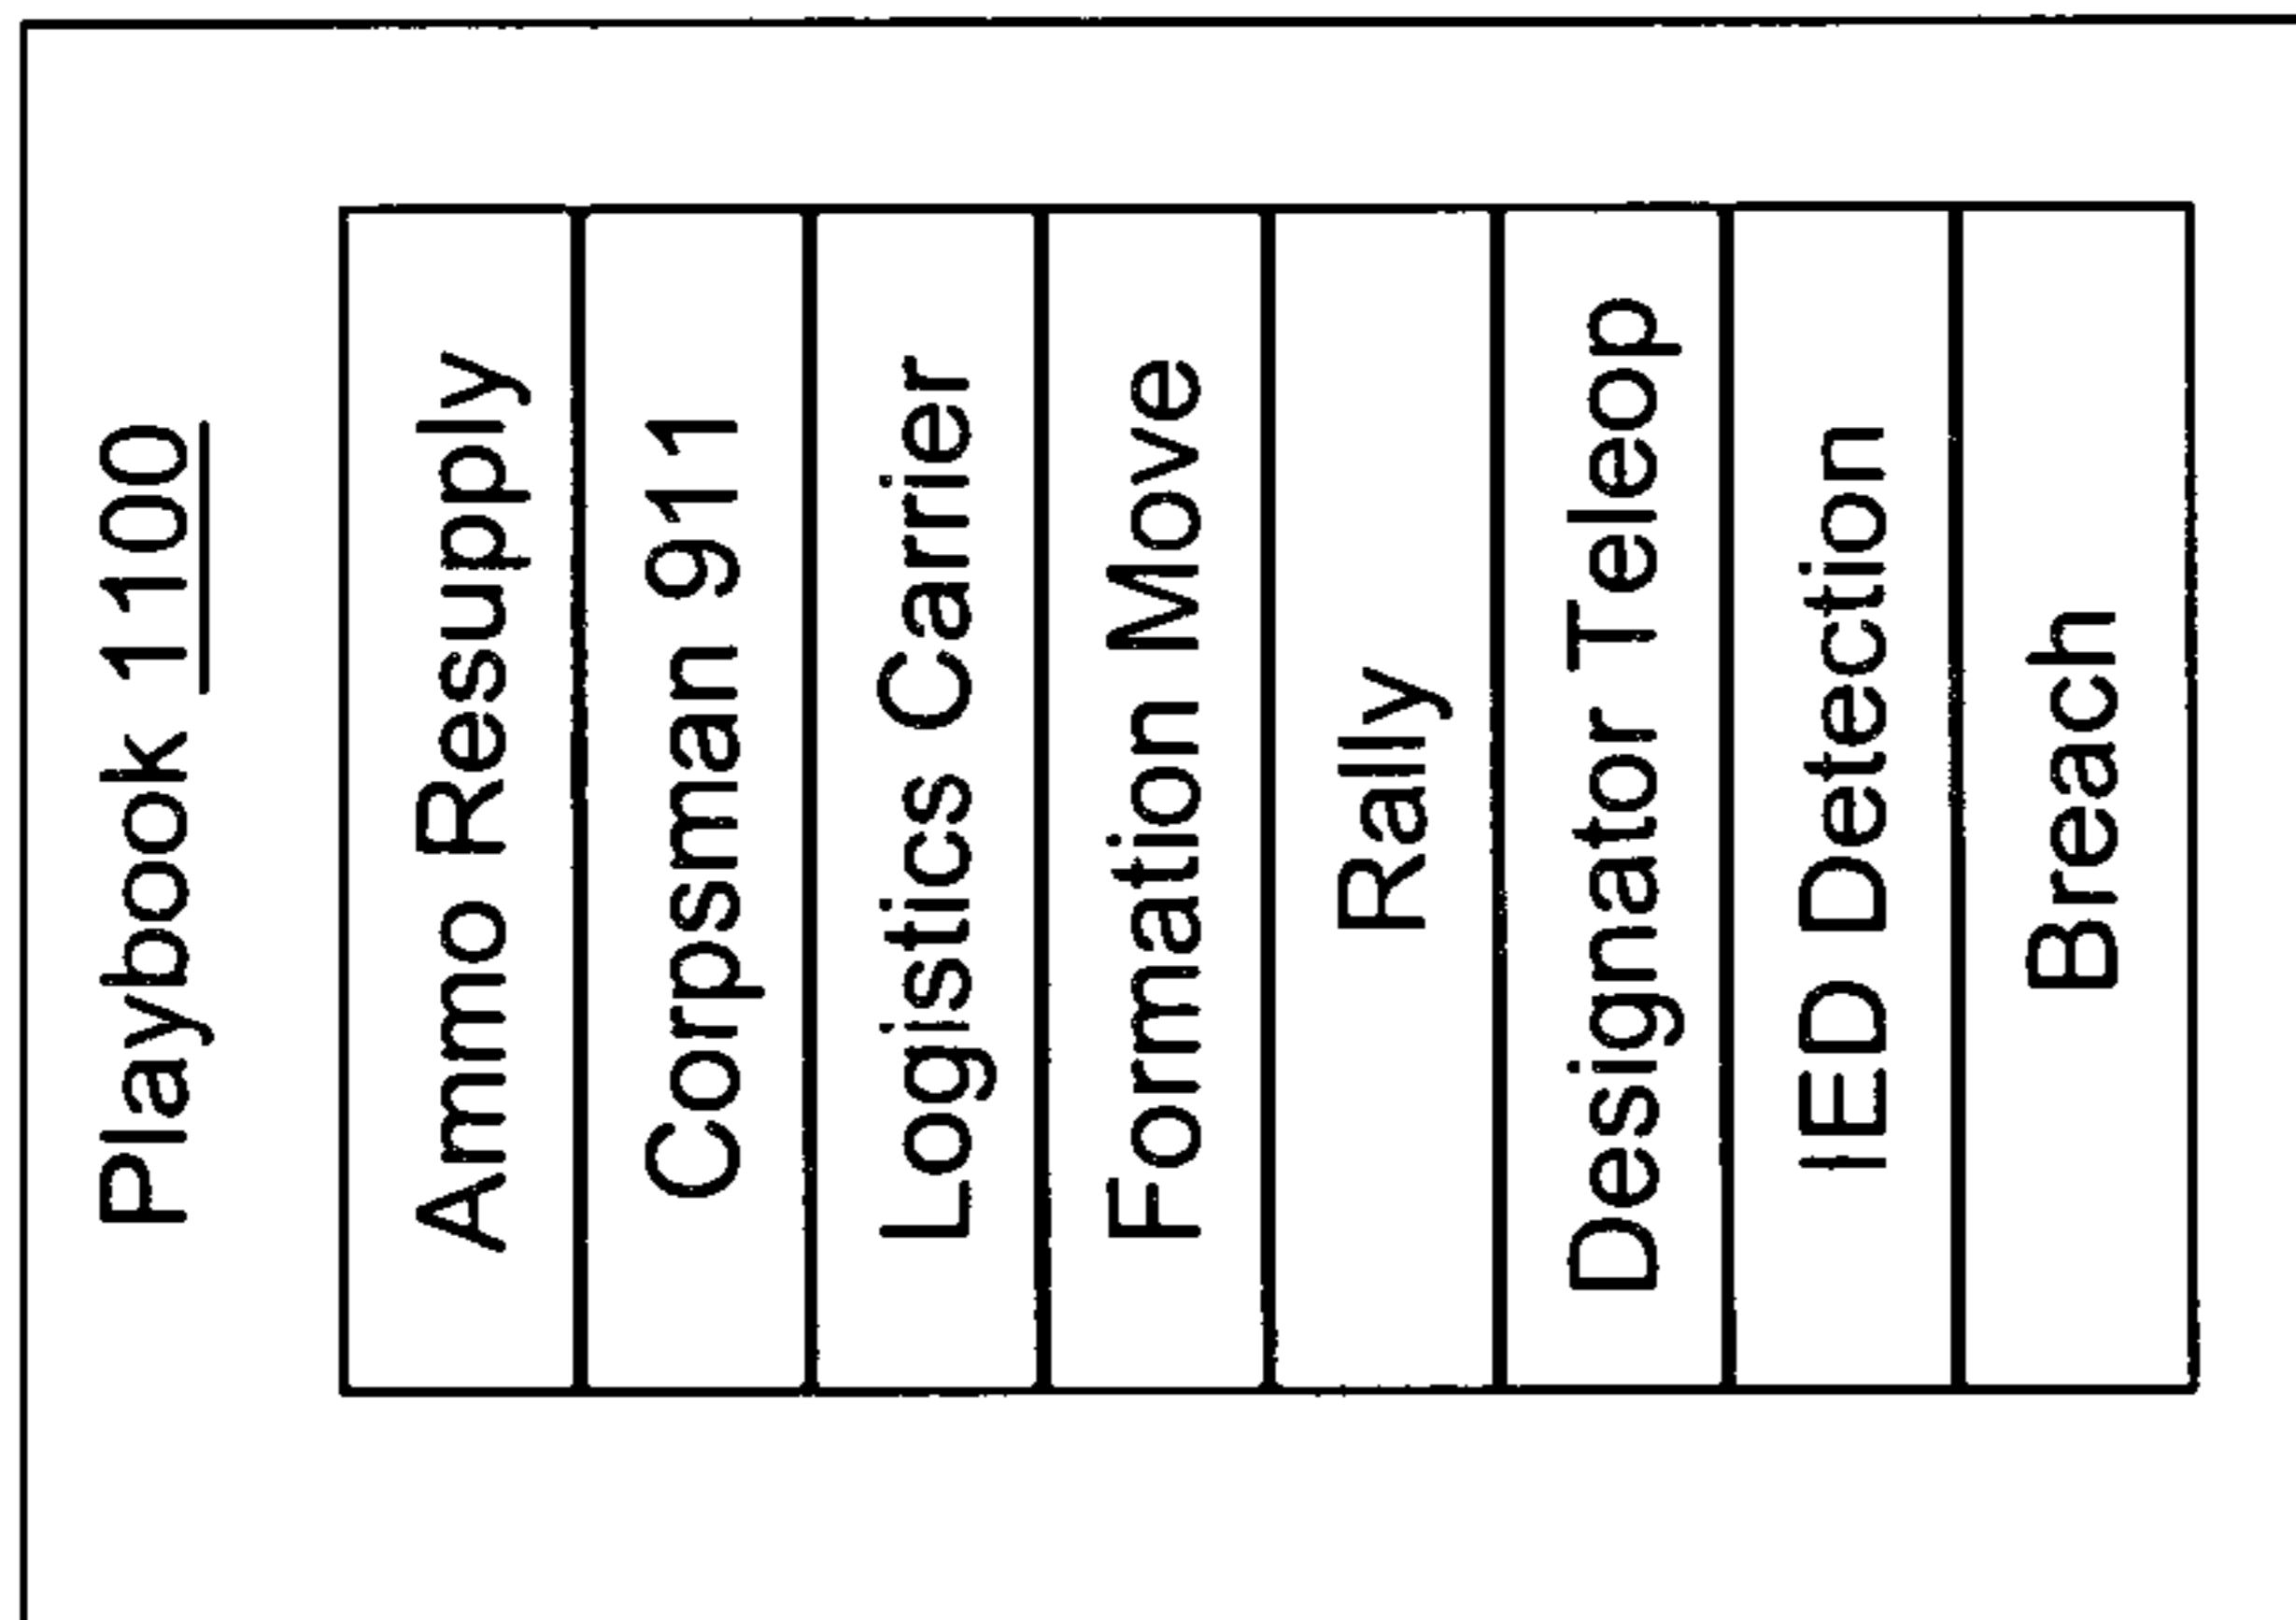 Playbook 1100
Ammo Resupply
Corpsman 911
Logistics Carrier
Formation Move
Rally
Designator Teleop
IED Detection
Breach